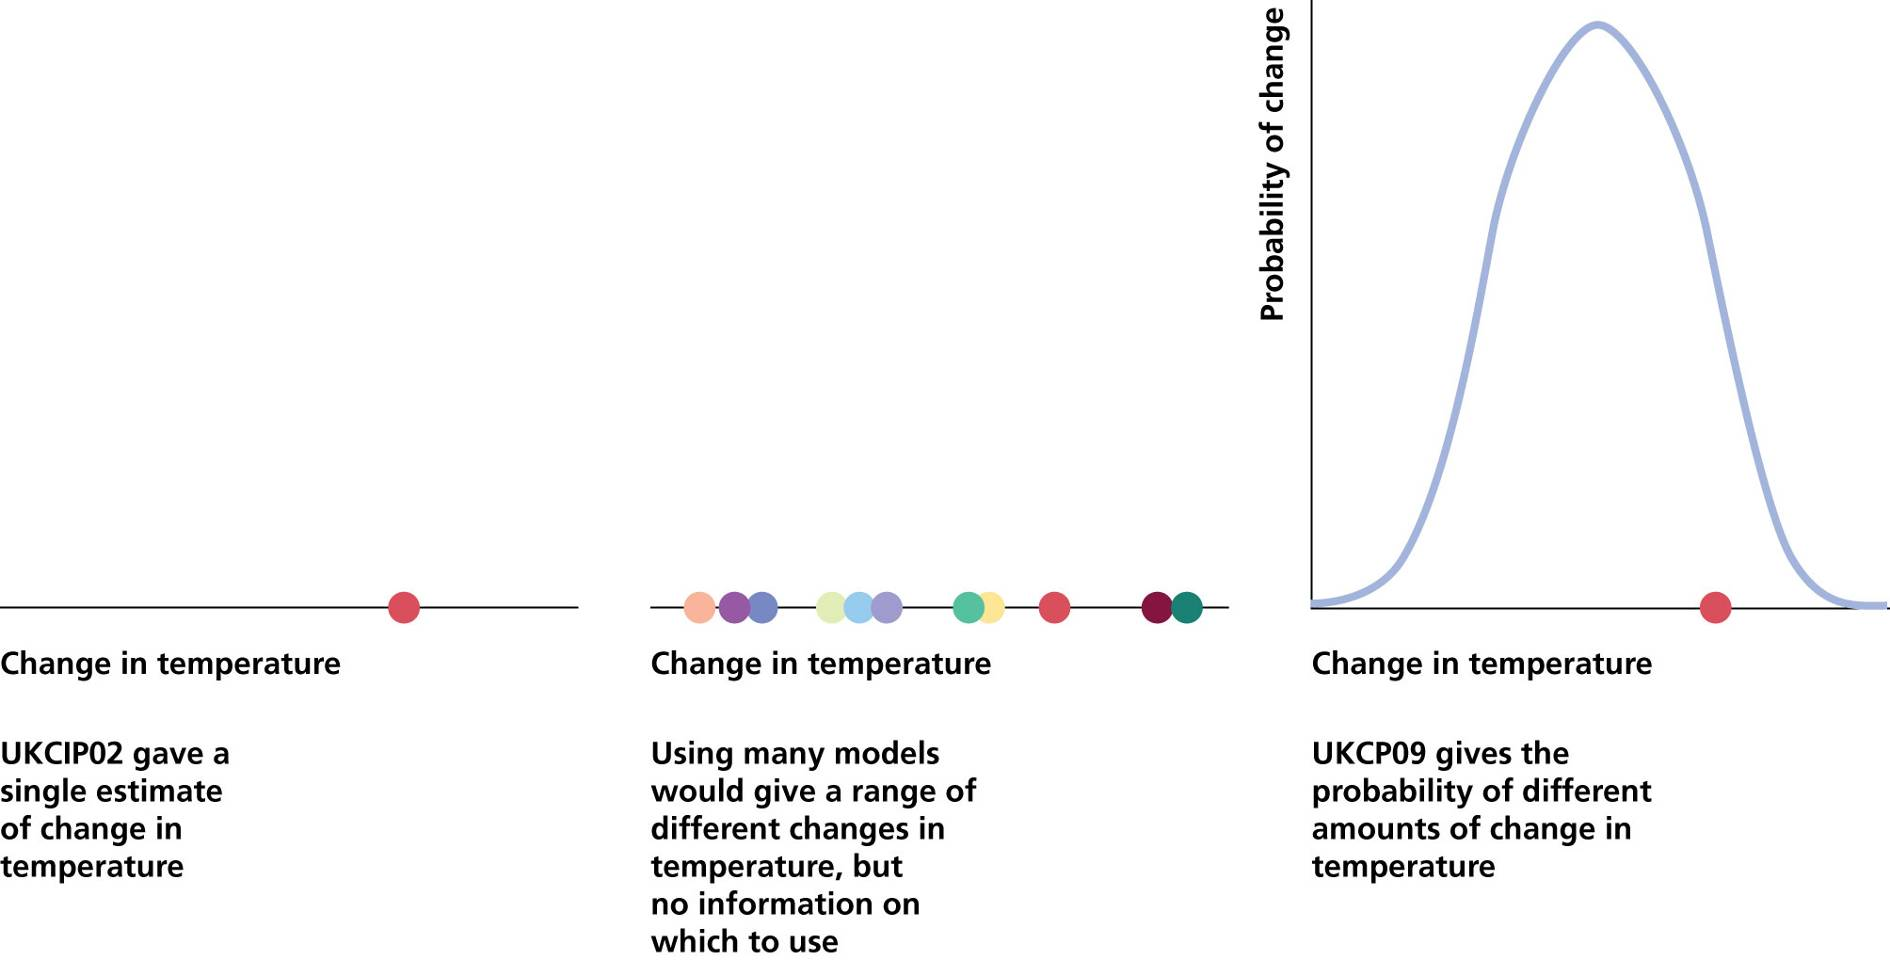 Change in temperature
UKCIP02 gave a
single estimate
of change in
temperature
Change in temperature
Using many models
would give a range of
different changes in
temperature, but
no information on
which to use
Probability of change
Change in temperature
UKCP09 gives the
probability of different
amounts of change in
temperature